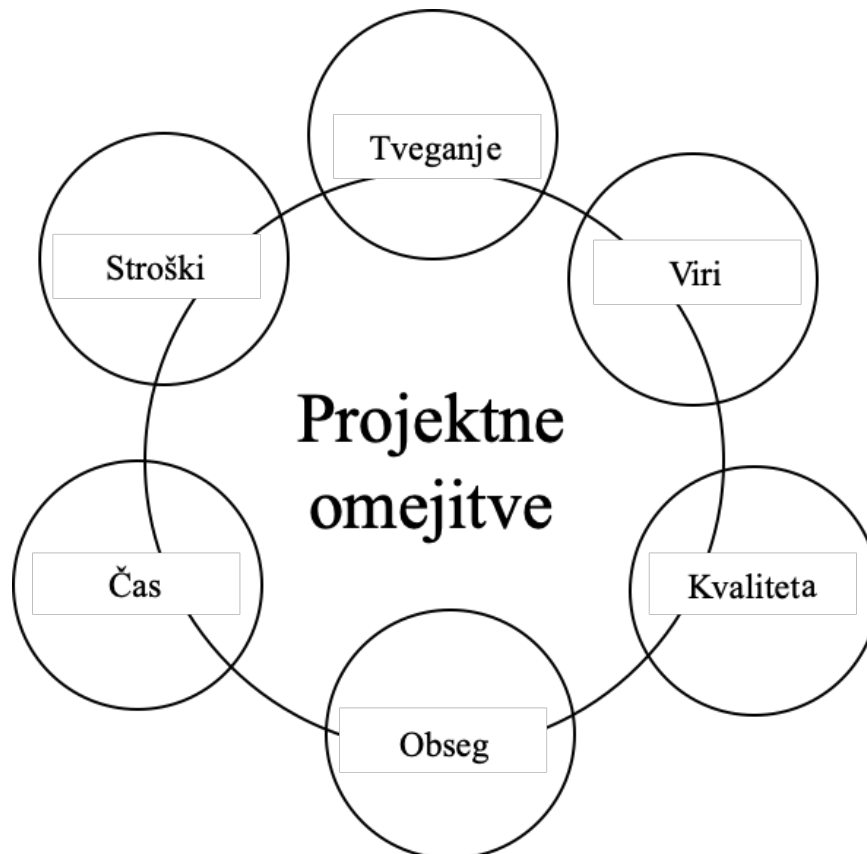 Tveganje
Stroški
Viri
Projektne
omejitve
Čas
Kvaliteta
Obseg